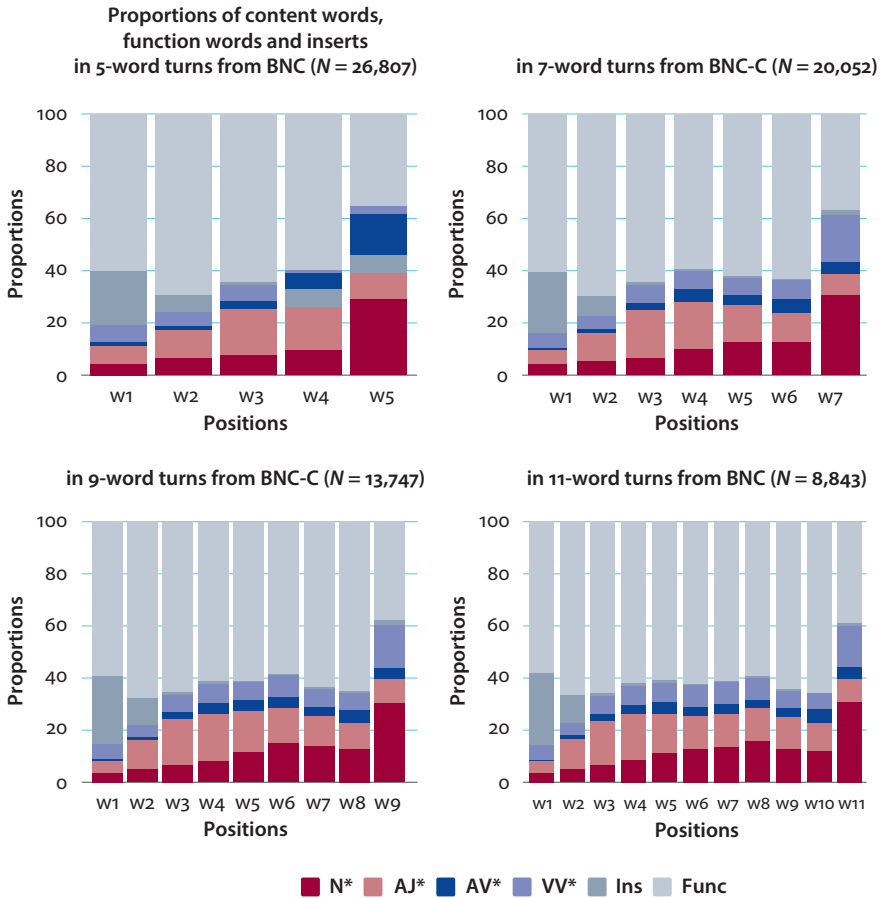 Proportions of content words,
function words and inserts
in 5-word turns from BNC (N = 26,807)
100
80
60
40
20
0
Proportions
w1 w2 w3 w4 w5
Positions
in 7-word turns from BNC-C (N = 20,052)
100
80
60
40
20
0
Proportions
w1 w2 w3 w4 w5 w6 w7
Positions
in 9-word turns from BNC-C (N = 13,747)
100
80
60
40
20
0
Proportions
w1 w2 w3 w4 w5 w6 w7 w8 w9
Positions
in 11-word turns from BNC (N = 8,843)
100
80
60
40
20
0
Proportions
w1 w2 w3 w4 w5 w6 w7 w8 w9 w10 w11
Positions
N* AJ* AV* VV* Ins Func